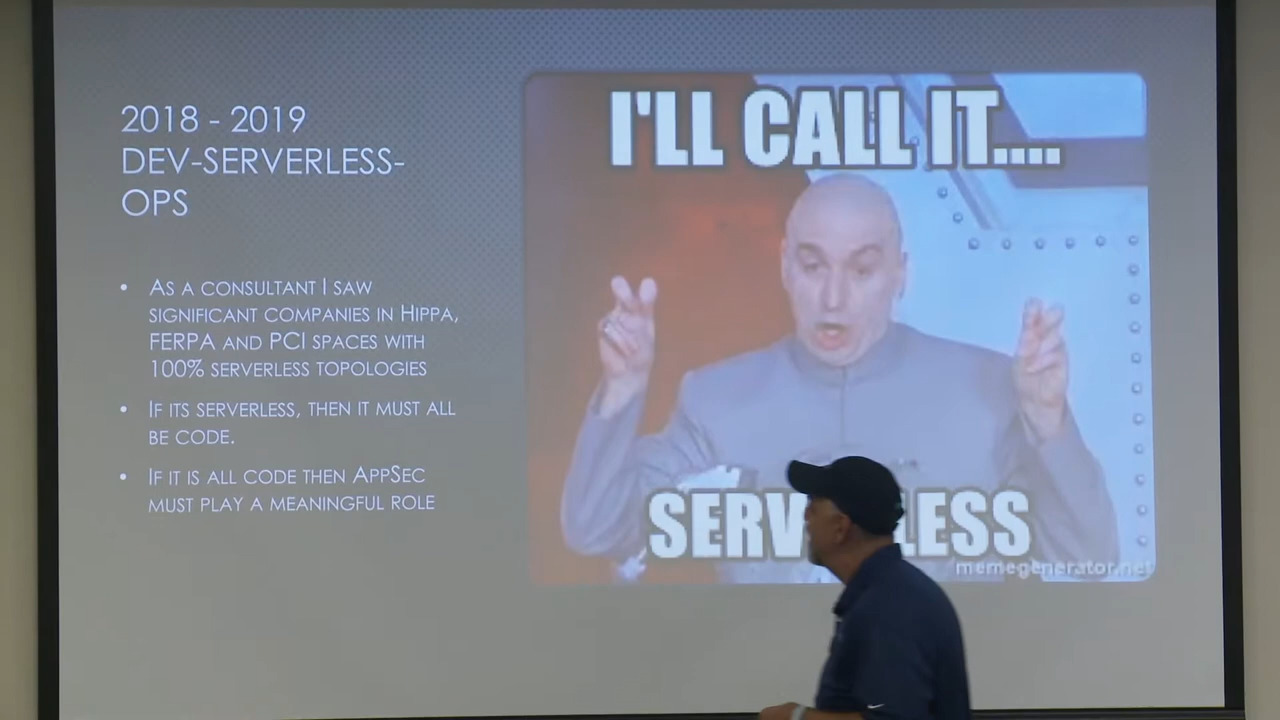 2018 - 2019
DEV-SERVERLESS-
OPS
• AS A CONSULTANT I SAW
SIGNIFICANT COMPANIES IN HIPPA,
FERPA AND PCI SPACES WITH
100% SERVERLESS TOPOLOGIES
• IF ITS SERVERLESS, THEN IT MUST ALL
BE CODE.
• IF IT IS ALL CODE THEN APPSEC
MUST PLAY A MEANINGFUL ROLE
I'LL CALL IT....
SERV LESS
memegenerator.net